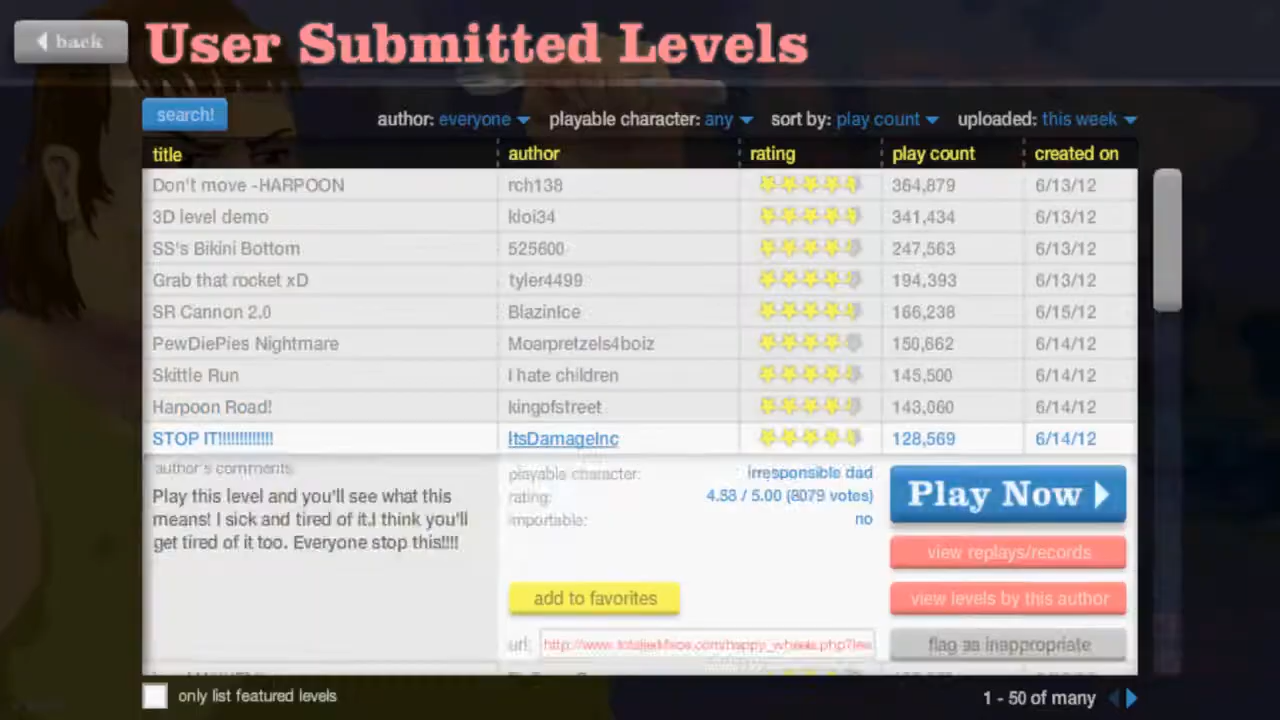 back
User Submitted Levels
search!
author: everyone playable character: any sort by: play count uploaded: this week
title author rating play count created on
Don't move -HARPOON rch138 364,879 6/13/12
3D level demo kloi34 341,434 6/13/12
SS's Bikini Bottom 525600 247,563 6/13/12
Grab that rocket xD tyler4499 194,393 6/13/12
SR Cannon 2.0 BlazinIce 166,238 6/15/12
PewDiePies Nightmare Moarpretzels4boiz 150,662 6/14/12
Skittle Run I hate children 145,500 6/14/12
Harpoon Road! kingofstreet 143,060 6/14/12
STOP IT!!!!!!!!!!!!! ItsDamageInc 128,569 6/14/12
author's comments
Play this level and you'll see what this
means! I sick and tired of it.I think you'll
get tired of it too. Everyone stop this!!!!
playable character: irresponsible dad
rating: 4.58 / 5.00 (8079 votes)
importable: no
Play Now
view replays/records
add to favorites
view levels by this author
url: http://www.totaljerkface.com/happy_wheels.php?lev
flag as inappropriate
only list featured levels
1 - 50 of many